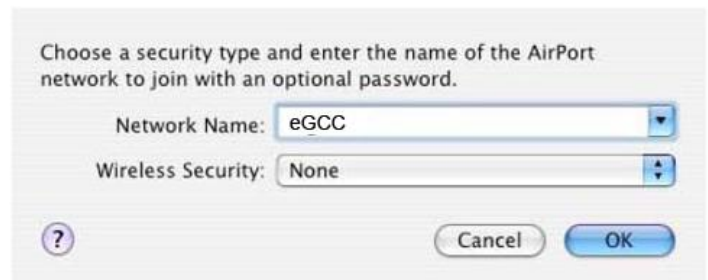 Choose a security type and enter the name of the AirPort
network to join with an optional password.
Network Name: eGCC
Wireless Security: None
? Cancel OK